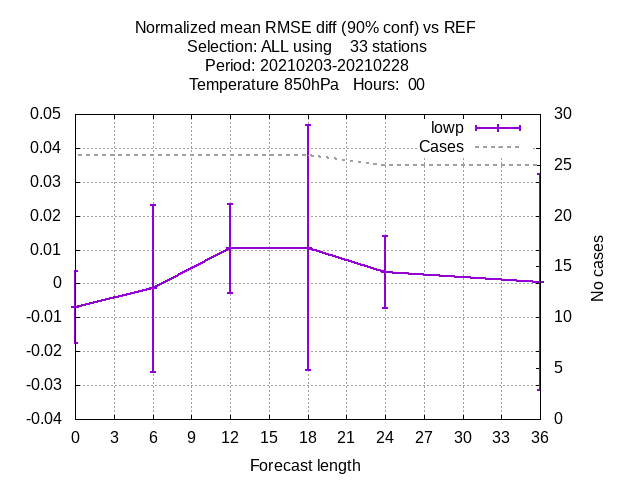 Normalized mean RMSE diff (90% conf) vs REF
Selection: ALL using    33 stations
Period: 20210203-20210228
Temperature 850hPa   Hours:  00
0.05
0.04
0.03
0.02
0.01
0
-0.01
-0.02
-0.03
-0.04
30
25
20
15
10
5
0
lowp
Cases
No cases
0 3 6 9 12 15 18 21 24 27 30 33 36
Forecast length